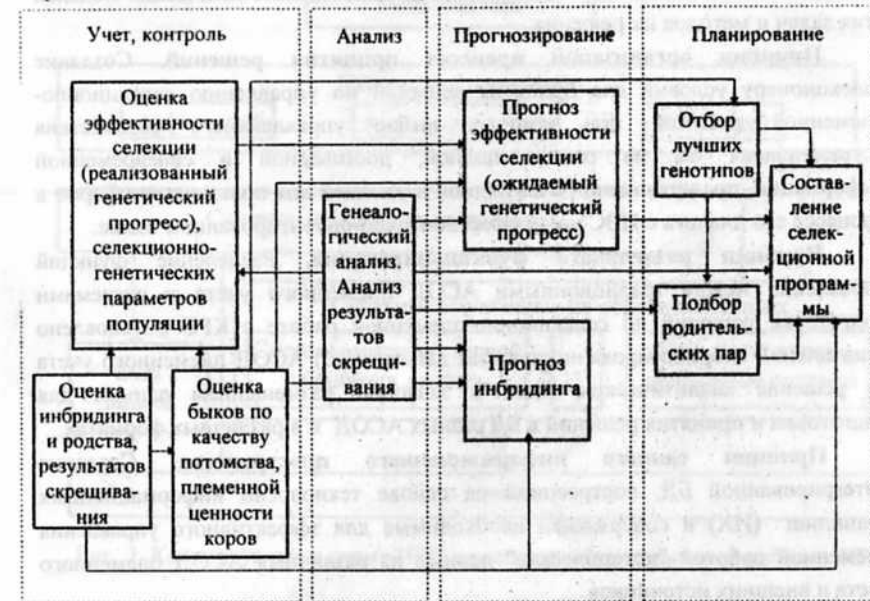 Учет, контроль
Анализ
Прогнозирование
Планирование
Оценка
эффективности
селекции
(реализованный
генетический
прогресс),
селекционно-
генетических
параметров
популяции
Оценка
инбридинга
и родства,
результатов
скрещива-
ния
Оценка
быков по
качеству
потомства,
племенной
ценности
коров
Генеало-
гический
анализ
Анализ
результа-
тов
скрещи-
вания
Прогноз
эффективности
селекции
(ожидаемый
генетический
прогресс)
Прогноз
инбридинга
Отбор
лучших
генотипов
Подбор
родитель-
ских пар
Состав-
ление
селек-
ционной
програм-
мы